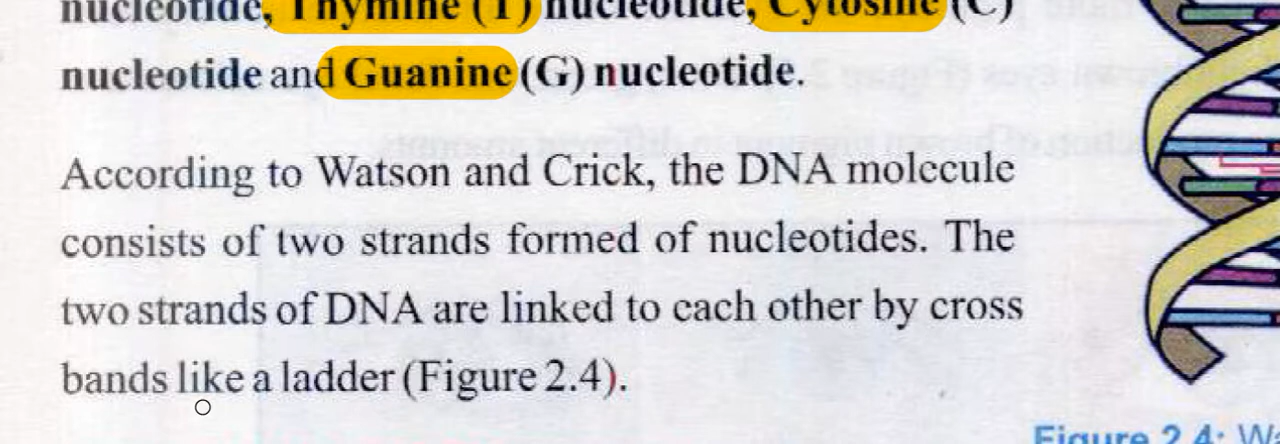 nucleotide, Thymine (T) nucleotide, Cytosine (C)
nucleotide and Guanine (G) nucleotide.
According to Watson and Crick, the DNA molecule
consists of two strands formed of nucleotides. The
two strands of DNA are linked to each other by cross
bands like a ladder (Figure 2.4).
Figure 2.4: